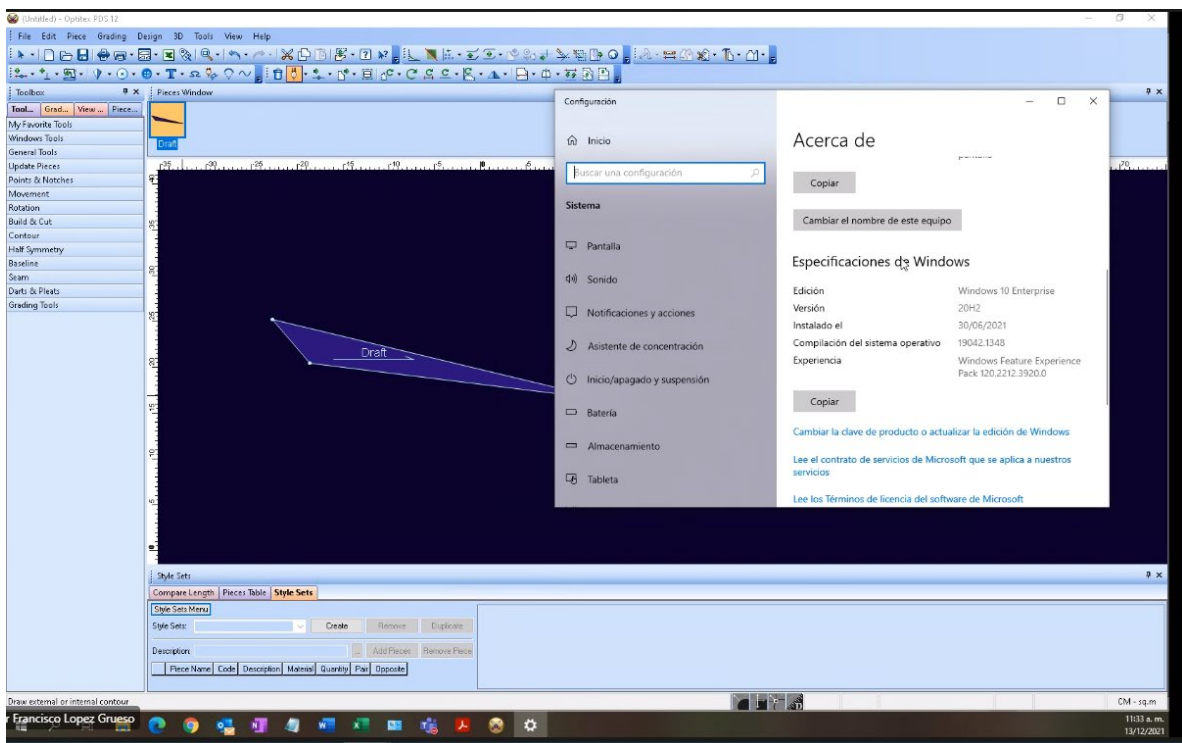 (Untitled) - Optitex PDS 12
File Edit Piece Grading Design 3D Tools View Help
Toolbox
Tool... Grad... View ... Piece...
My Favorite Tools
Windows Tools
General Tools
Update Pieces
Points & Notches
Movement
Rotation
Build & Cut
Contour
Half Symmetry
Baseline
Seam
Darts & Pleats
Grading Tools
Pieces Window
Draft
Draft
Configuración
Inicio
Buscar una configuración
Sistema
Pantalla
Sonido
Notificaciones y acciones
Asistente de concentración
Inicio/apagado y suspensión
Batería
Almacenamiento
Tableta
Acerca de
Copiar
Cambiar el nombre de este equipo
Especificaciones de Windows
Edición Windows 10 Enterprise
Versión 20H2
Instalado el 30/06/2021
Compilación del sistema operativo 19042.1348
Experiencia Windows Feature Experience
Pack 120.2212.3920.0
Copiar
Cambiar la clave de producto o actualizar la edición de Windows
Lee el contrato de servicios de Microsoft que se aplica a nuestros
servicios
Lee los Términos de licencia del software de Microsoft
Style Sets
Compare Length Pieces Table Style Sets
Style Sets Menu
Style Sets: Create Remove Duplicate
Description: ... Add Pieces Remove Piece
Piece Name Code Description Material Quantity Pair Opposite
Draw external or internal contour
CM - sq.m
r Francisco Lopez Grueso
11:33 a. m.
13/12/2021